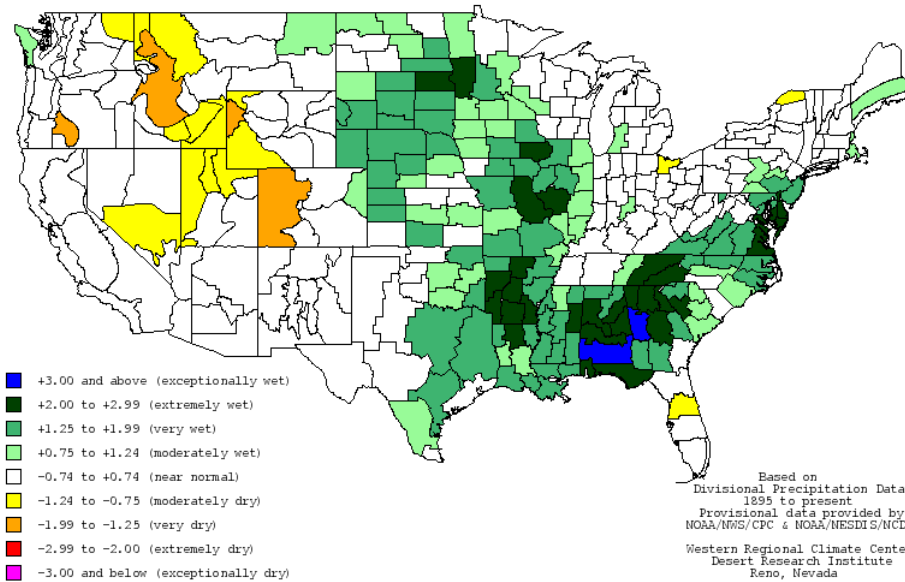 +3.00 and above (exceptionally wet)
+2.00 to +2.99 (extremely wet)
+1.25 to +1.99 (very wet)
+0.75 to +1.24 (moderately wet)
-0.74 to +0.74 (near normal)
-1.24 to -0.75 (moderately dry)
-1.99 to -1.25 (very dry)
-2.99 to -2.00 (extremely dry)
-3.00 and below (exceptionally dry)
Based on
Divisional Precipitation Data
1895 to present
Provisional data provided by
NOAA/NWS/CPC & NOAA/NESDIS/NCD
Western Regional Climate Cente
Desert Research Institute
Reno, Nevada